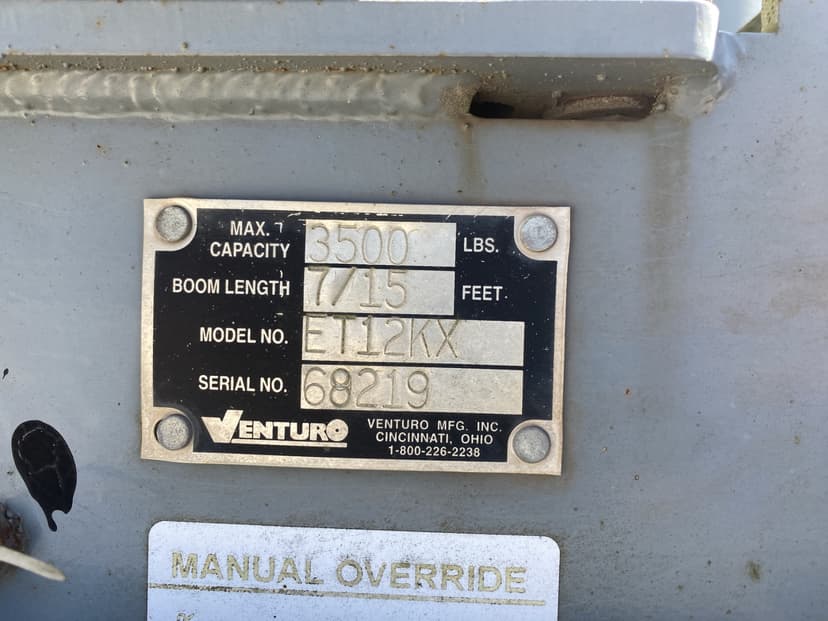 MAX. CAPACITY 3500 LBS.
BOOM LENGTH 7/15 FEET
MODEL NO. ET12KX
SERIAL NO. 68219
VENTURO
VENTURO MFG. INC.
CINCINNATI, OHIO
1-800-226-2238
MANUAL OVERRIDE